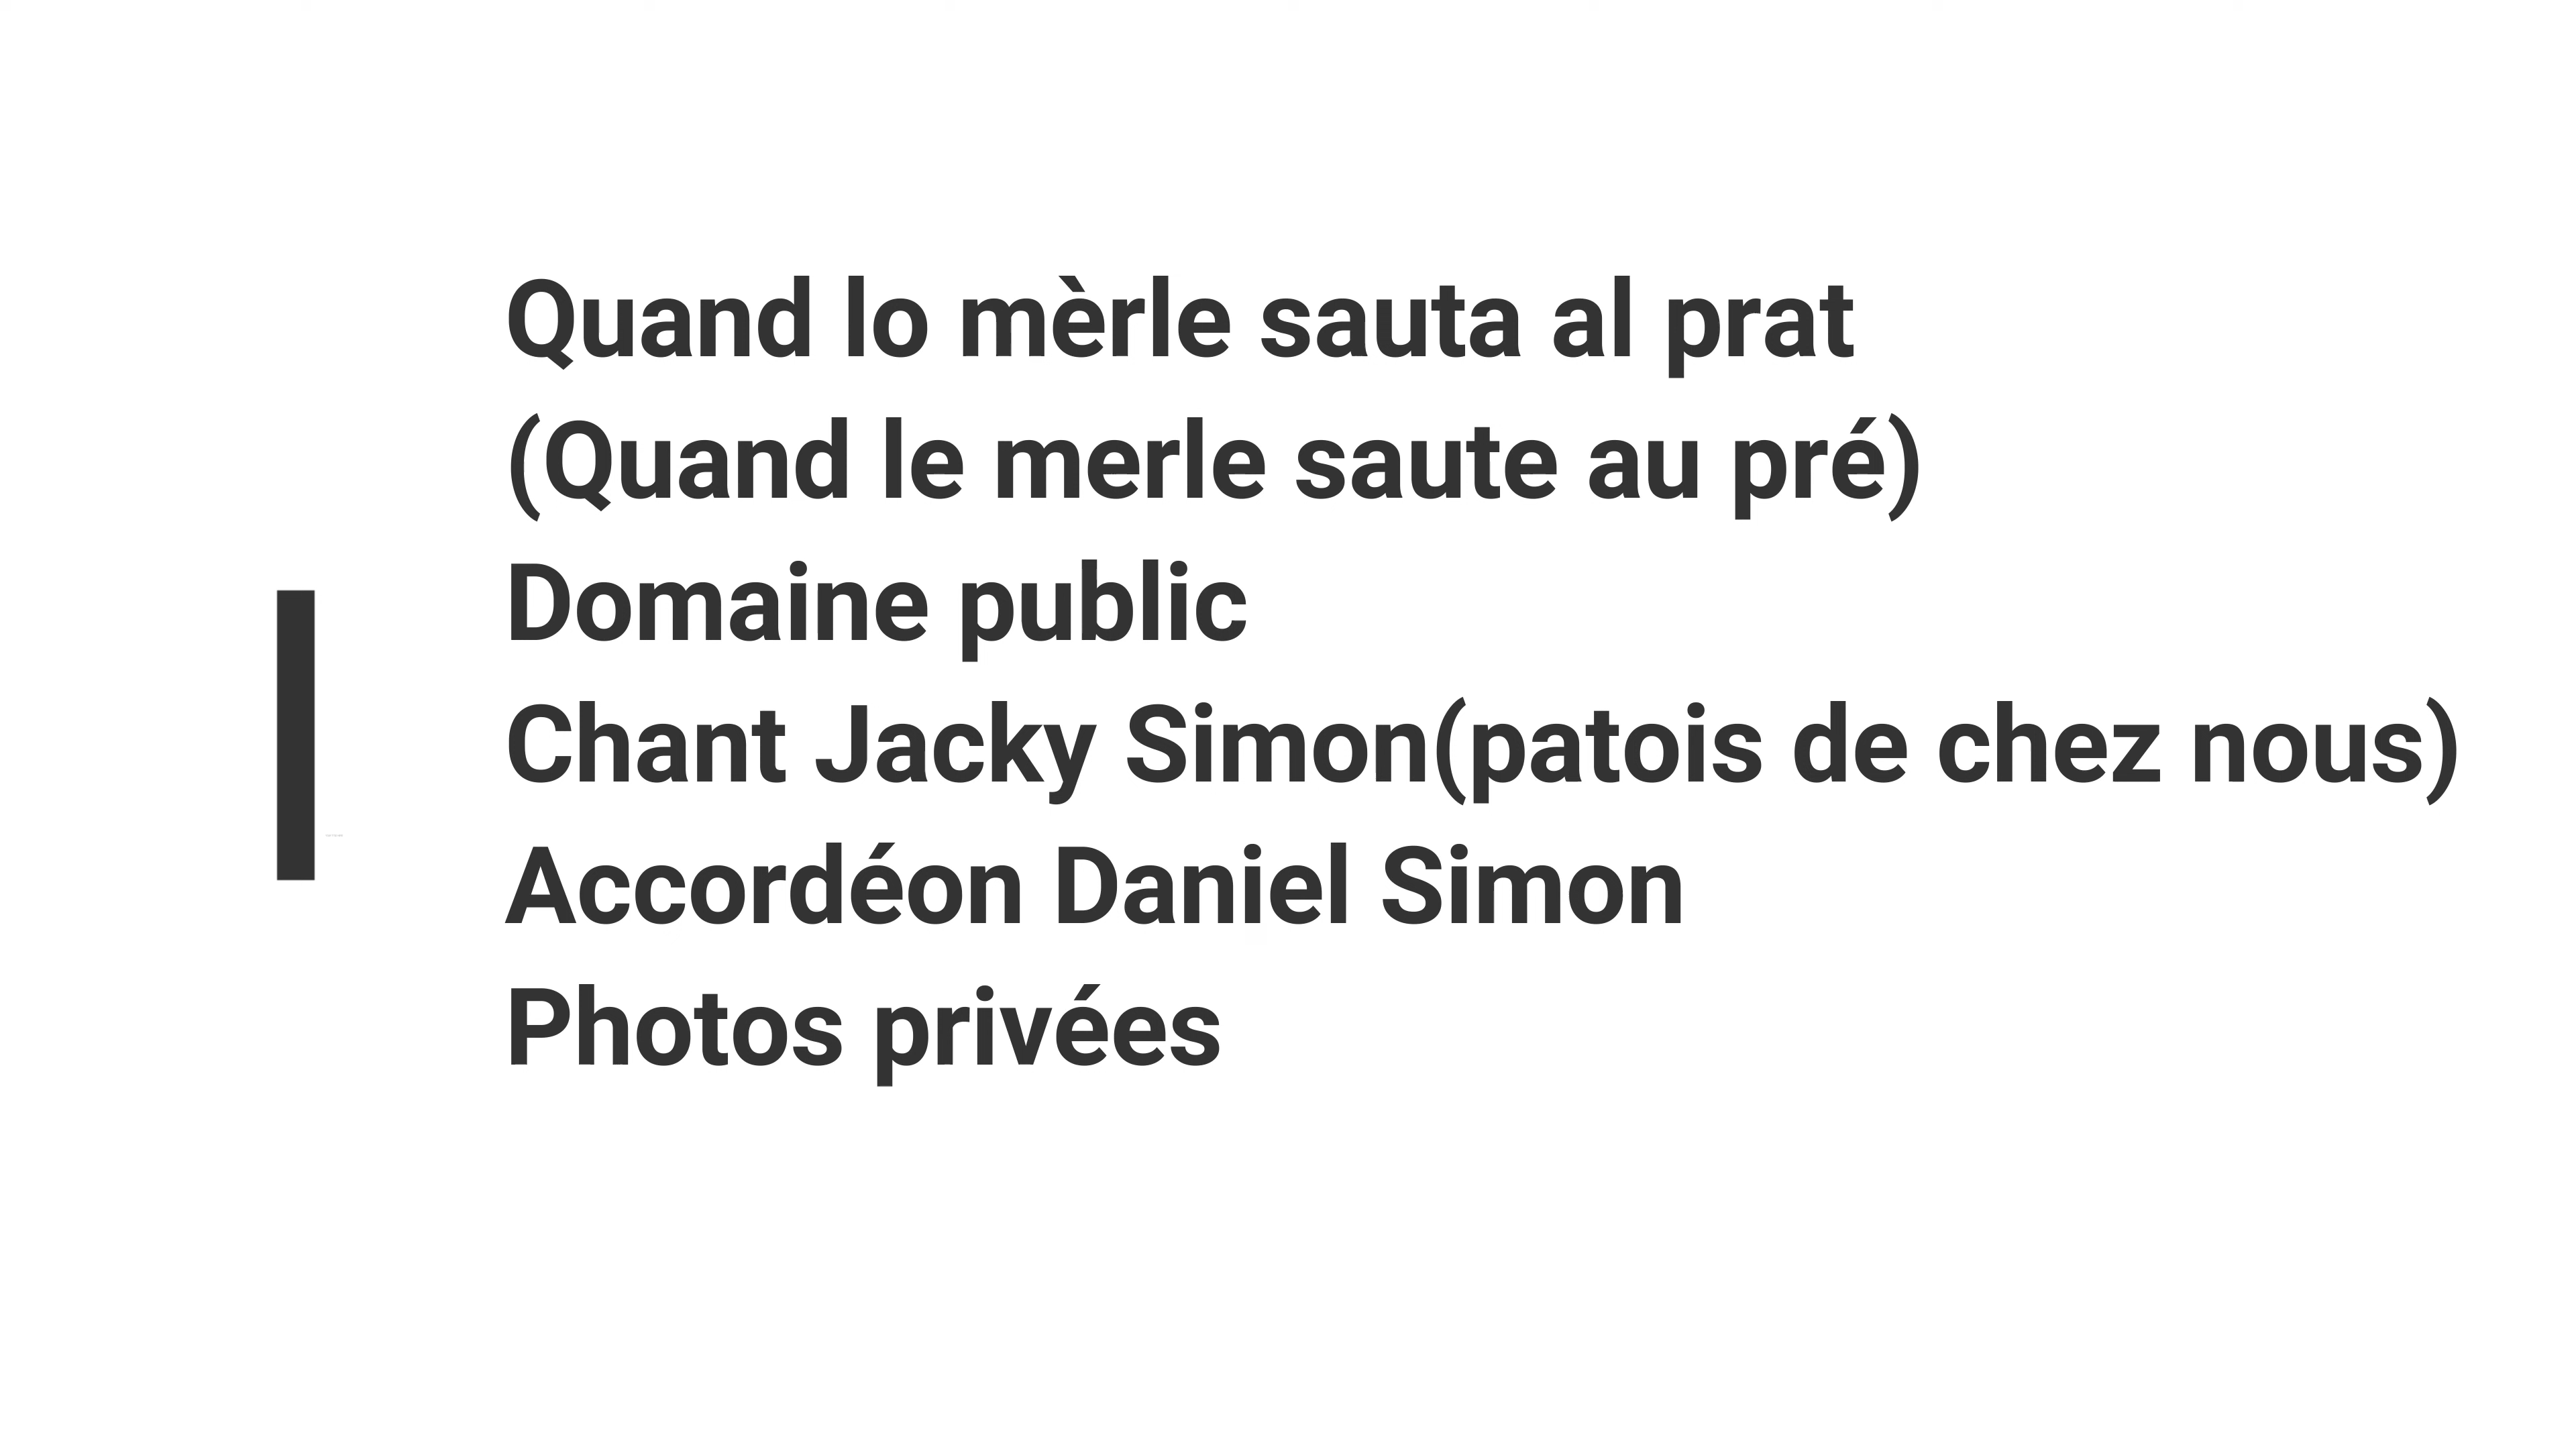 Quand lo mèrle sauta al prat
(Quand le merle saute au pré)
Domaine public
Chant Jacky Simon(patois de chez nous)
Accordéon Daniel Simon
Photos privées